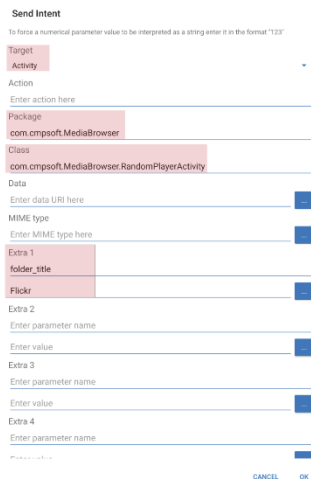 Send Intent
To force a numerical parameter value to be interpreted as a string enter it in the format "123"
Target
Activity
Action
Enter action here
Package
com.cmpsoft.MediaBrowser
Class
com.cmpsoft.MediaBrowser.RandomPlayerActivity
Data
Enter data URI here
...
MIME type
Enter MIME type here
...
Extra 1
folder_title
Flickr
...
Extra 2
Enter parameter name
Enter value
...
Extra 3
Enter parameter name
Enter value
...
Extra 4
Enter parameter name
CANCEL OK